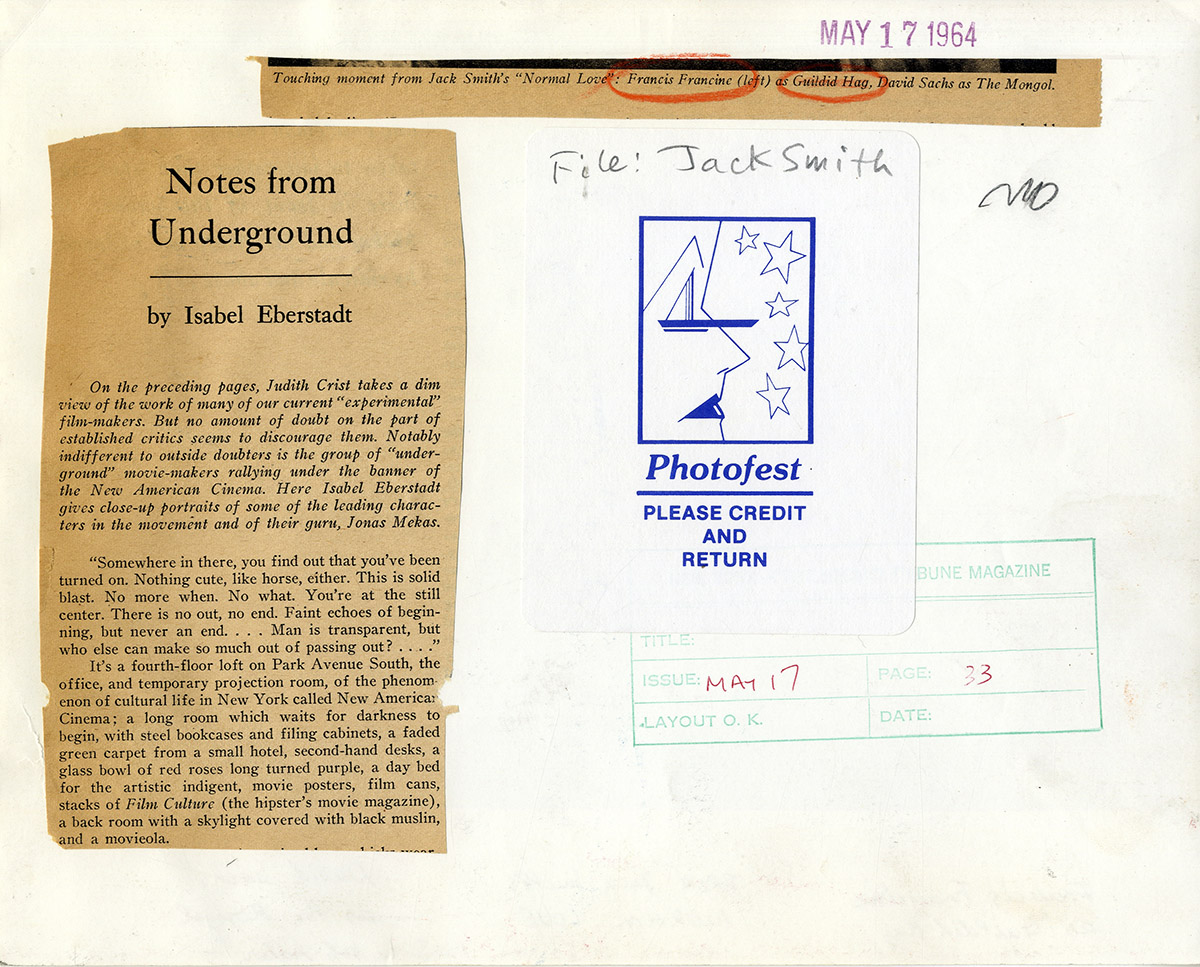 MAY 17 1964
Touching moment from Jack Smith's "Normal Love": Francis Francine (left) as Guildid Hag, David Sachs as The Mongol.
Notes from
Underground
by Isabel Eberstadt
On the preceding pages, Judith Crist takes a dim
view of the work of many of our current "experimental"
film-makers. But no amount of doubt on the part of
established critics seems to discourage them. Notably
indifferent to outside doubters is the group of "under-
ground" movie-makers rallying under the banner of
the New American Cinema. Here Isabel Eberstadt
gives close-up portraits of some of the leading charac-
ters in the movement and of their guru, Jonas Mekas.
"Somewhere in there, you find out that you've been
turned on. Nothing cute, like horse, either. This is solid
blast. No more when. No what. You're at the still
center. There is no out, no end. Faint echoes of begin-
ning, but never an end. . . . Man is transparent, but
who else can make so much out of passing out? . . . ."
It's a fourth-floor loft on Park Avenue South, the
office, and temporary projection room, of the phenom-
enon of cultural life in New York called New America
Cinema; a long room which waits for darkness to
begin, with steel bookcases and filing cabinets, a faded
green carpet from a small hotel, second-hand desks, a
glass bowl of red roses long turned purple, a day bed
for the artistic indigent, movie posters, film cans,
stacks of Film Culture (the hipster's movie magazine),
a back room with a skylight covered with black muslin,
and a movieola.
File: Jack Smith
Photofest
PLEASE CREDIT
AND
RETURN
BUNE MAGAZINE
TITLE:
ISSUE: MAY 17 PAGE: 33
LAYOUT O. K. DATE: